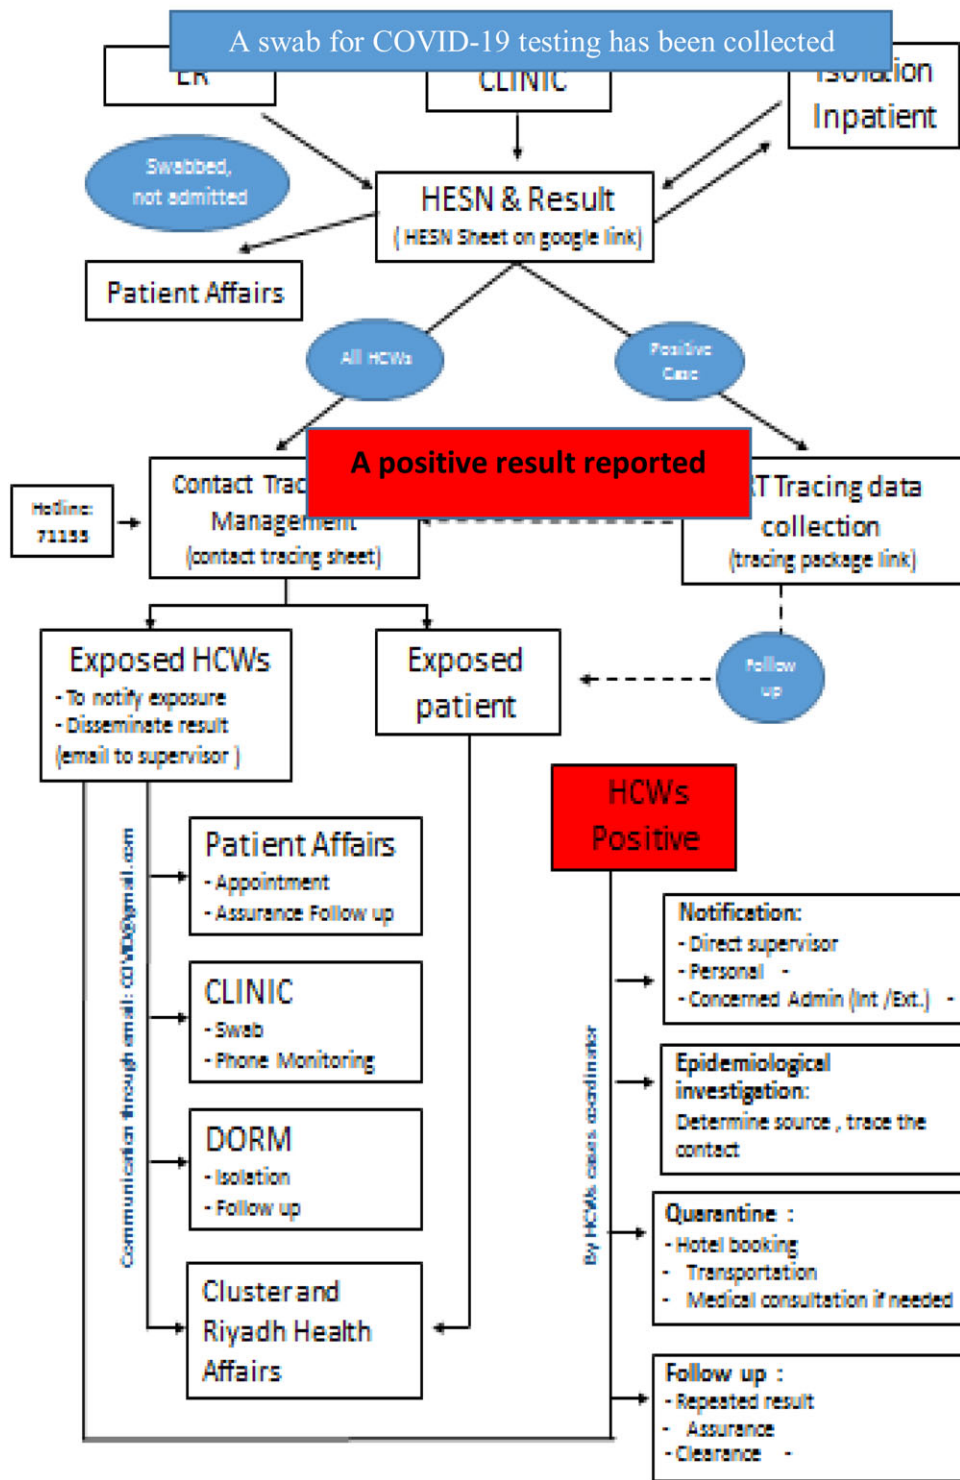 A swab for COVID-19 testing has been collected
ER
CLINIC
Isolation
Inpatient
Swabbed,
not admitted
HESN & Result
( HESN Sheet on google link)
Patient Affairs
All HCWs
Positive
Case
A positive result reported
Hotline:
Contact Trac
Management
(contact tracing sheet)
RT Tracing data
collection
(tracing package link)
Exposed HCWs
- To notify exposure
- Disseminate result
(email to supervisor )
Exposed
patient
Follow
up
HCWs
Positive
Communication through email: COVID@gmail.com
Patient Affairs
- Appointment
- Assurance Follow up
CLINIC
- Swab
- Phone Monitoring
DORM
- Isolation
- Follow up
Cluster and
Riyadh Health
Affairs
By HCWs. cases. coordinator
Notification:
- Direct supervisor
- Personal -
- Concerned Admin (Int /Ext.) -
Epidemiological
investigation:
Determine source , trace the
contact
Quarantine :
- Hotel booking
- Transportation
- Medical consultation if needed
Follow up :
- Repeated result
- Assurance
- Clearance -